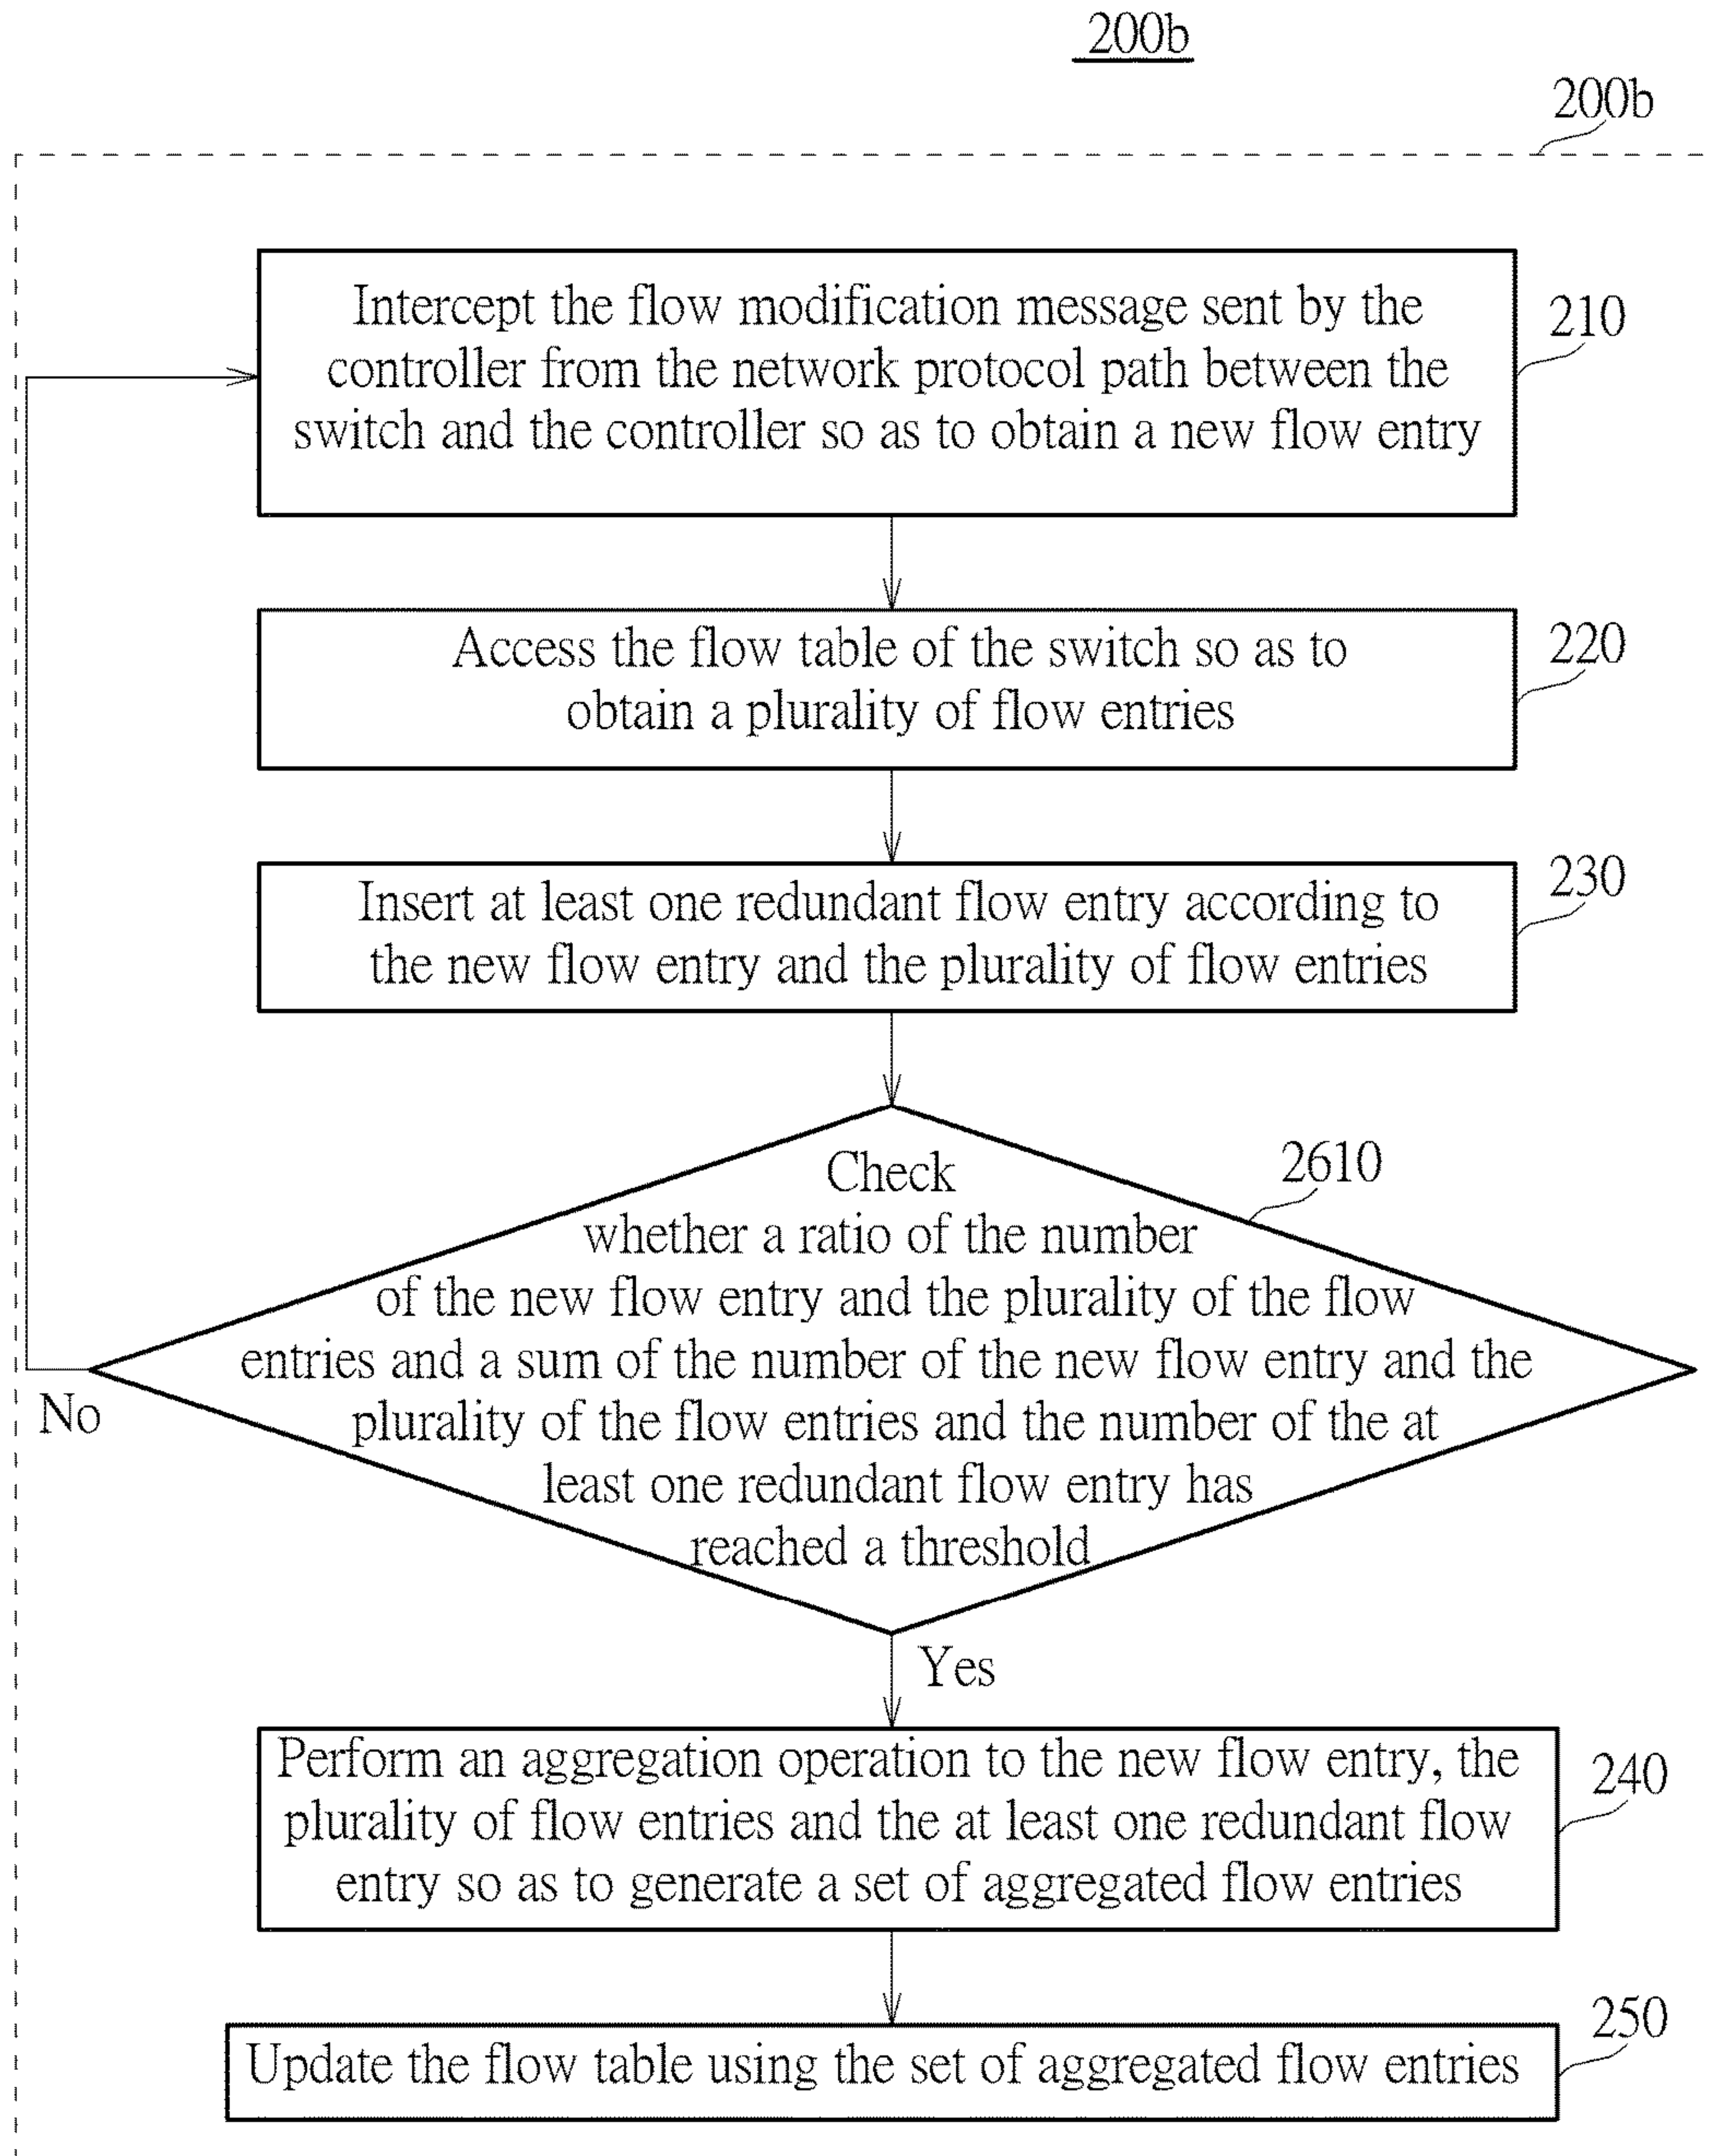 200b
200b
Intercept the flow modification message sent by the
controller from the network protocol path between the
switch and the controller so as to obtain a new flow entry
210
Access the flow table of the switch so as to
obtain a plurality of flow entries
220
Insert at least one redundant flow entry according to
the new flow entry and the plurality of flow entries
230
Check
whether a ratio of the number
of the new flow entry and the plurality of the flow
entries and a sum of the number of the new flow entry and the
plurality of the flow entries and the number of the at
least one redundant flow entry has
reached a threshold
2610
No
Yes
Perform an aggregation operation to the new flow entry, the
plurality of flow entries and the at least one redundant flow
entry so as to generate a set of aggregated flow entries
240
Update the flow table using the set of aggregated flow entries
250